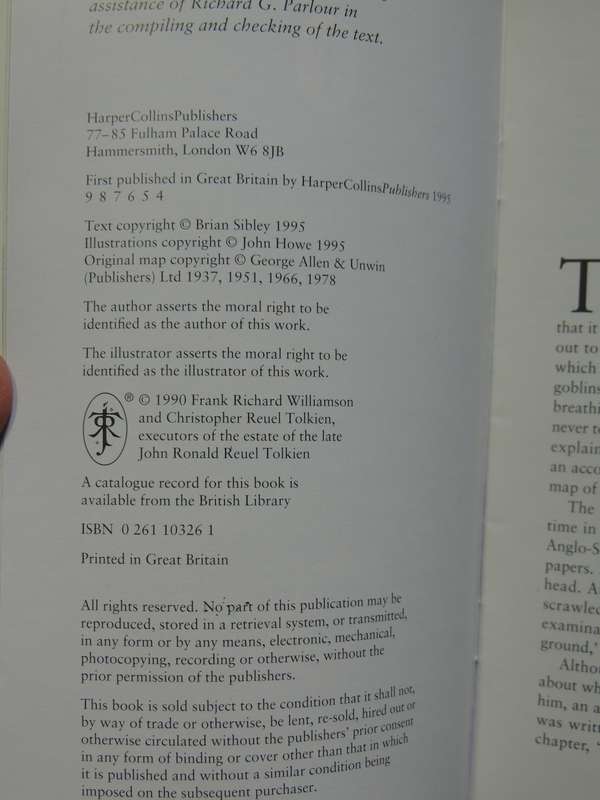 assistance of Richard G. Parlour in
the compiling and checking of the text.
HarperCollinsPublishers
77–85 Fulham Palace Road
Hammersmith, London W6 8JB
First published in Great Britain by HarperCollinsPublishers 1995
9 8 7 6 5 4
Text copyright © Brian Sibley 1995
Illustrations copyright © John Howe 1995
Original map copyright © George Allen & Unwin
(Publishers) Ltd 1937, 1951, 1966, 1978
The author asserts the moral right to be
identified as the author of this work.
The illustrator asserts the moral right to be
identified as the illustrator of this work.
® © 1990 Frank Richard Williamson
and Christopher Reuel Tolkien,
executors of the estate of the late
John Ronald Reuel Tolkien
A catalogue record for this book is
available from the British Library
ISBN 0 261 10326 1
Printed in Great Britain
All rights reserved. No part of this publication may be
reproduced, stored in a retrieval system, or transmitted,
in any form or by any means, electronic, mechanical,
photocopying, recording or otherwise, without the
prior permission of the publishers.
This book is sold subject to the condition that it shall not,
by way of trade or otherwise, be lent, re-sold, hired out or
otherwise circulated without the publishers' prior consent
in any form of binding or cover other than that in which
it is published and without a similar condition being
imposed on the subsequent purchaser.
T
that it
out to
which
goblins
breathi
never t
explain
an acco
map of
The
time in
Anglo-S
papers.
head. A
scrawled
examina
ground,'
Altho
about wh
him, an a
was writt
chapter, '